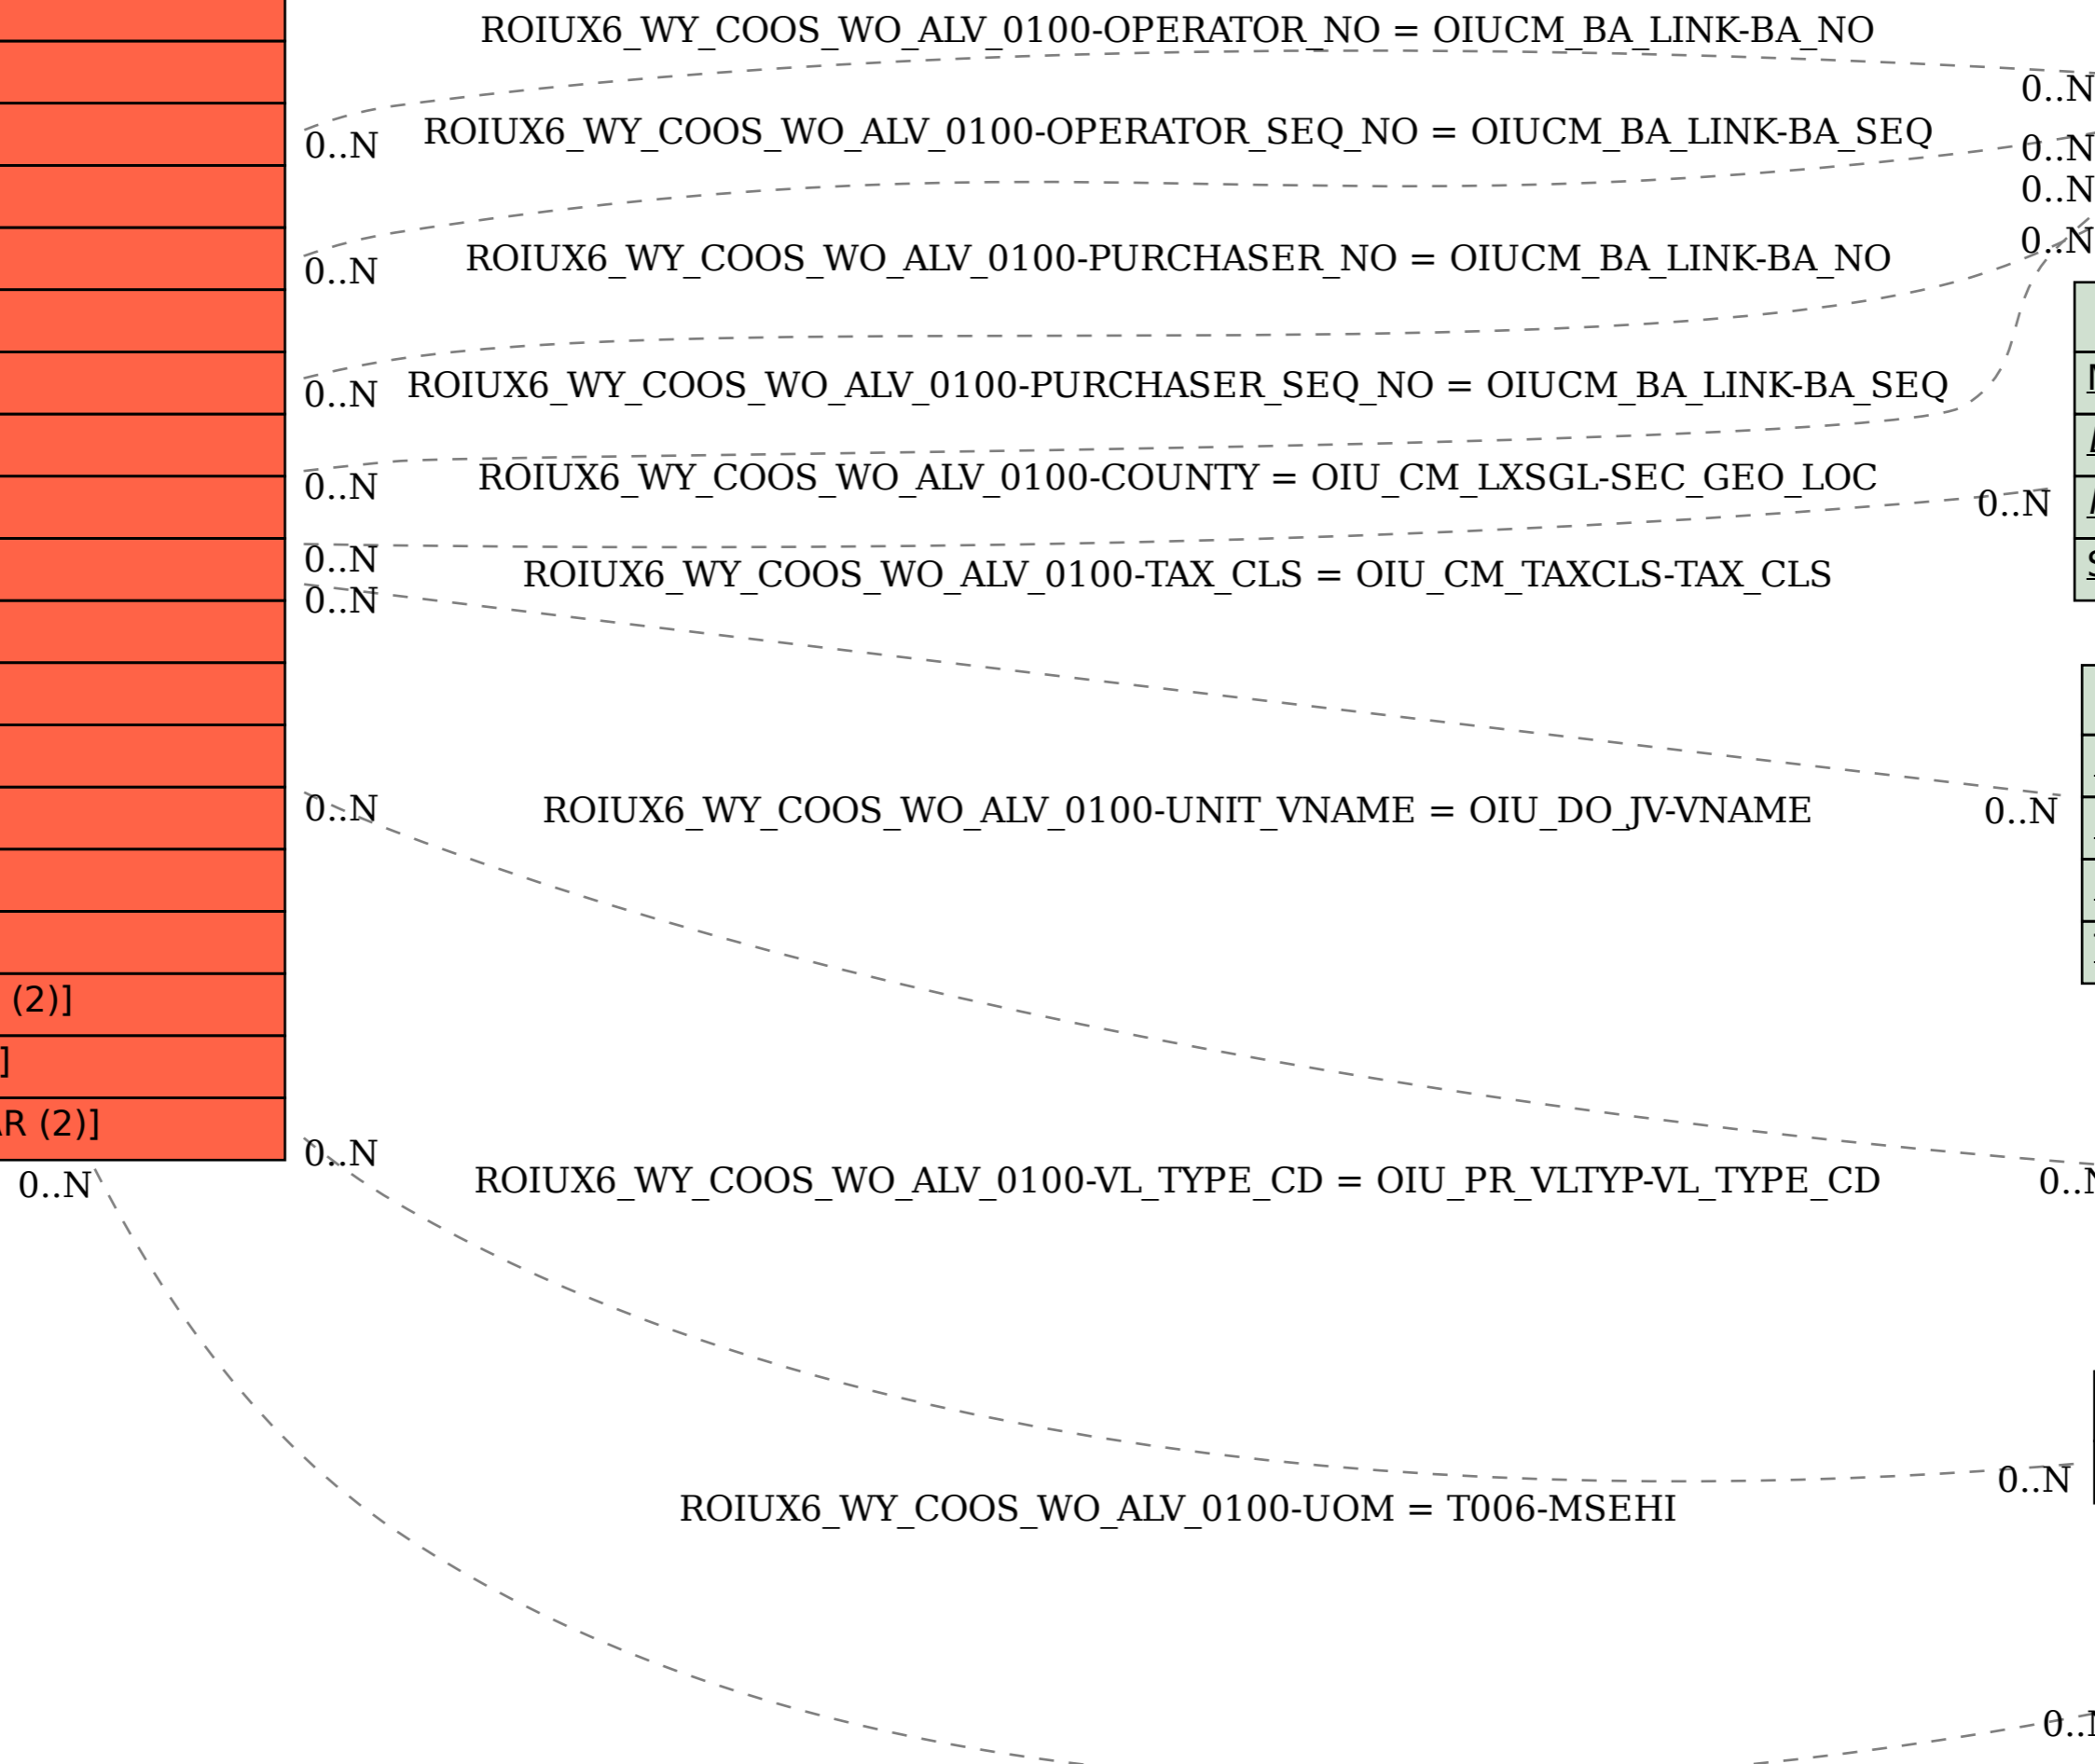 ROIUX6_WY_COOS_WO_ALV_0100-OPERATOR_NO = OIUCM_BA_LINK-BA_NO
0..N
0..N
ROIUX6_WY_COOS_WO_ALV_0100-OPERATOR_SEQ_NO = OIUCM_BA_LINK-BA_SEQ
0..N
0..N
0..N
0..N
ROIUX6_WY_COOS_WO_ALV_0100-PURCHASER_NO = OIUCM_BA_LINK-BA_NO
0..N
ROIUX6_WY_COOS_WO_ALV_0100-PURCHASER_SEQ_NO = OIUCM_BA_LINK-BA_SEQ
0..N
ROIUX6_WY_COOS_WO_ALV_0100-COUNTY = OIU_CM_LXSGL-SEC_GEO_LOC
0..N
0..N
ROIUX6_WY_COOS_WO_ALV_0100-TAX_CLS = OIU_CM_TAXCLS-TAX_CLS
0..N
0..N
ROIUX6_WY_COOS_WO_ALV_0100-UNIT_VNAME = OIU_DO_JV-VNAME
0..N
(2)]
]
R (2)]
0..N
0..N
ROIUX6_WY_COOS_WO_ALV_0100-VL_TYPE_CD = OIU_PR_VLTYP-VL_TYPE_CD
0..N
0..N
ROIUX6_WY_COOS_WO_ALV_0100-UOM = T006-MSEHI
0..N